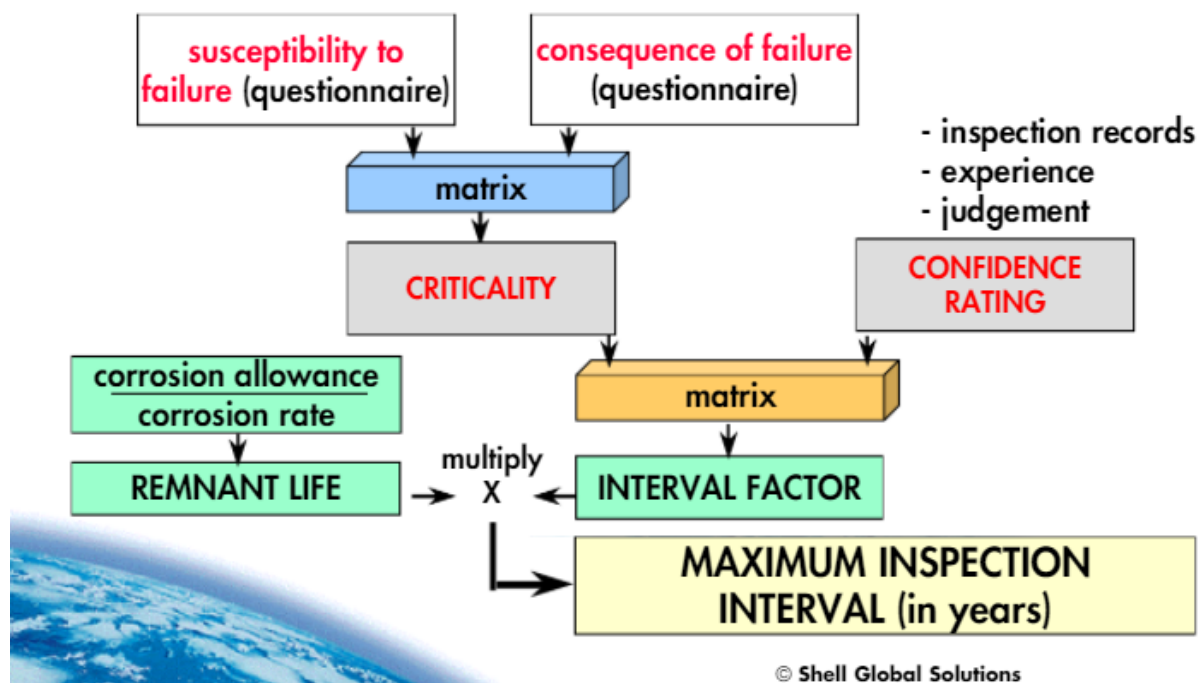 susceptibility to
failure (questionnaire)
consequence of failure
(questionnaire)
- inspection records
- experience
- judgement
matrix
CRITICALITY
CONFIDENCE
RATING
corrosion allowance
corrosion rate
matrix
REMNANT LIFE
multiply
X
INTERVAL FACTOR
MAXIMUM INSPECTION
INTERVAL (in years)
© Shell Global Solutions